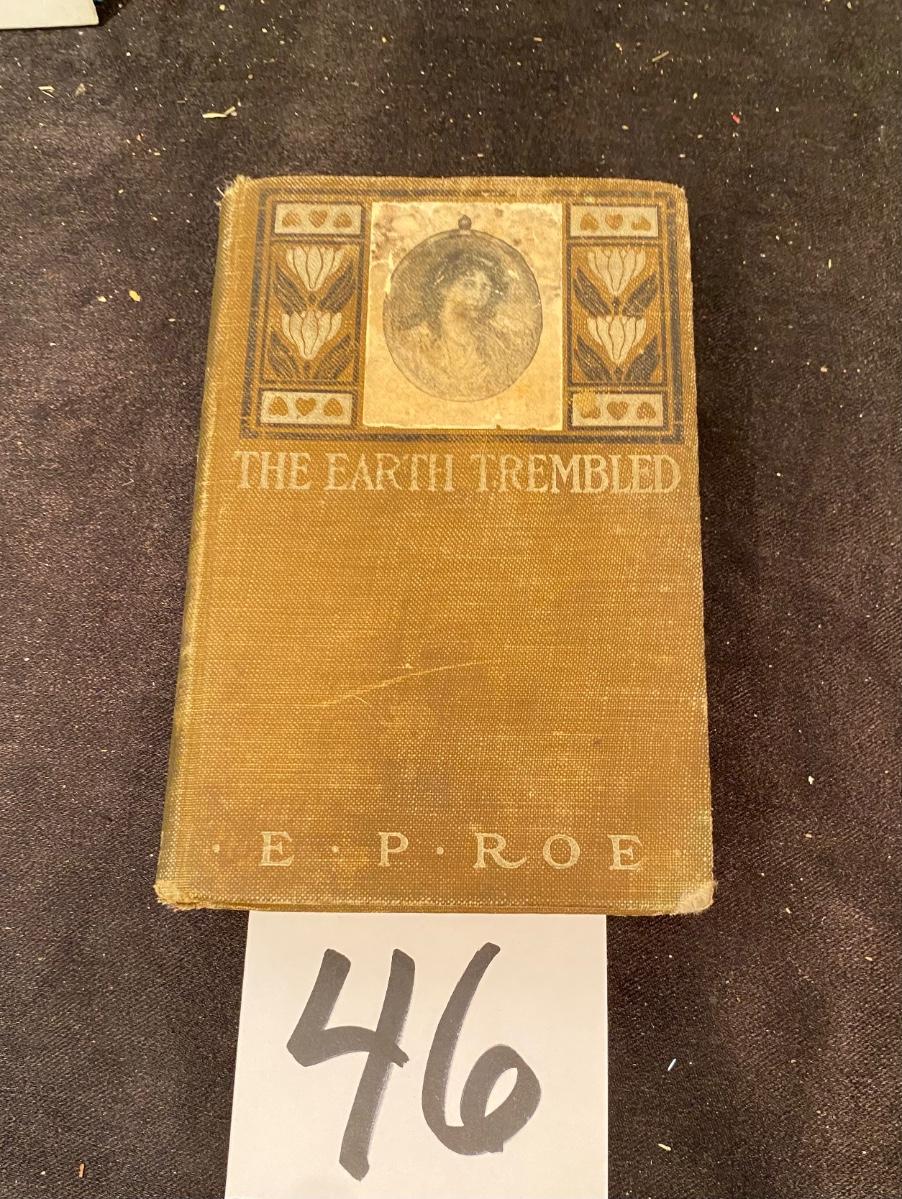 THE EARTH TREMBLED
· E · P · ROE ·
46